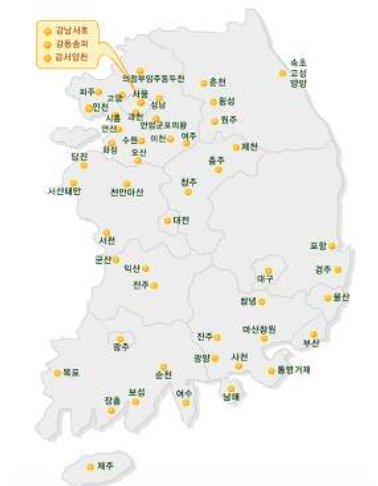 강남서초
강동송파
강서양천
의정부양주동두천
춘천
속초
고성
양양
파주
고양
서울
인천
성남
횡성
시흥
과천
안양군포의왕
원주
안산
수원
이천
여주
화성
오산
제천
당진
충주
서산태안
천안아산
청주
대전
서천
포항
군산
익산
대구
경주
전주
창녕
울산
진주
마산창원
부산
광주
광양
사천
목포
순천
통영거제
장흥
보성
여수
남해
제주